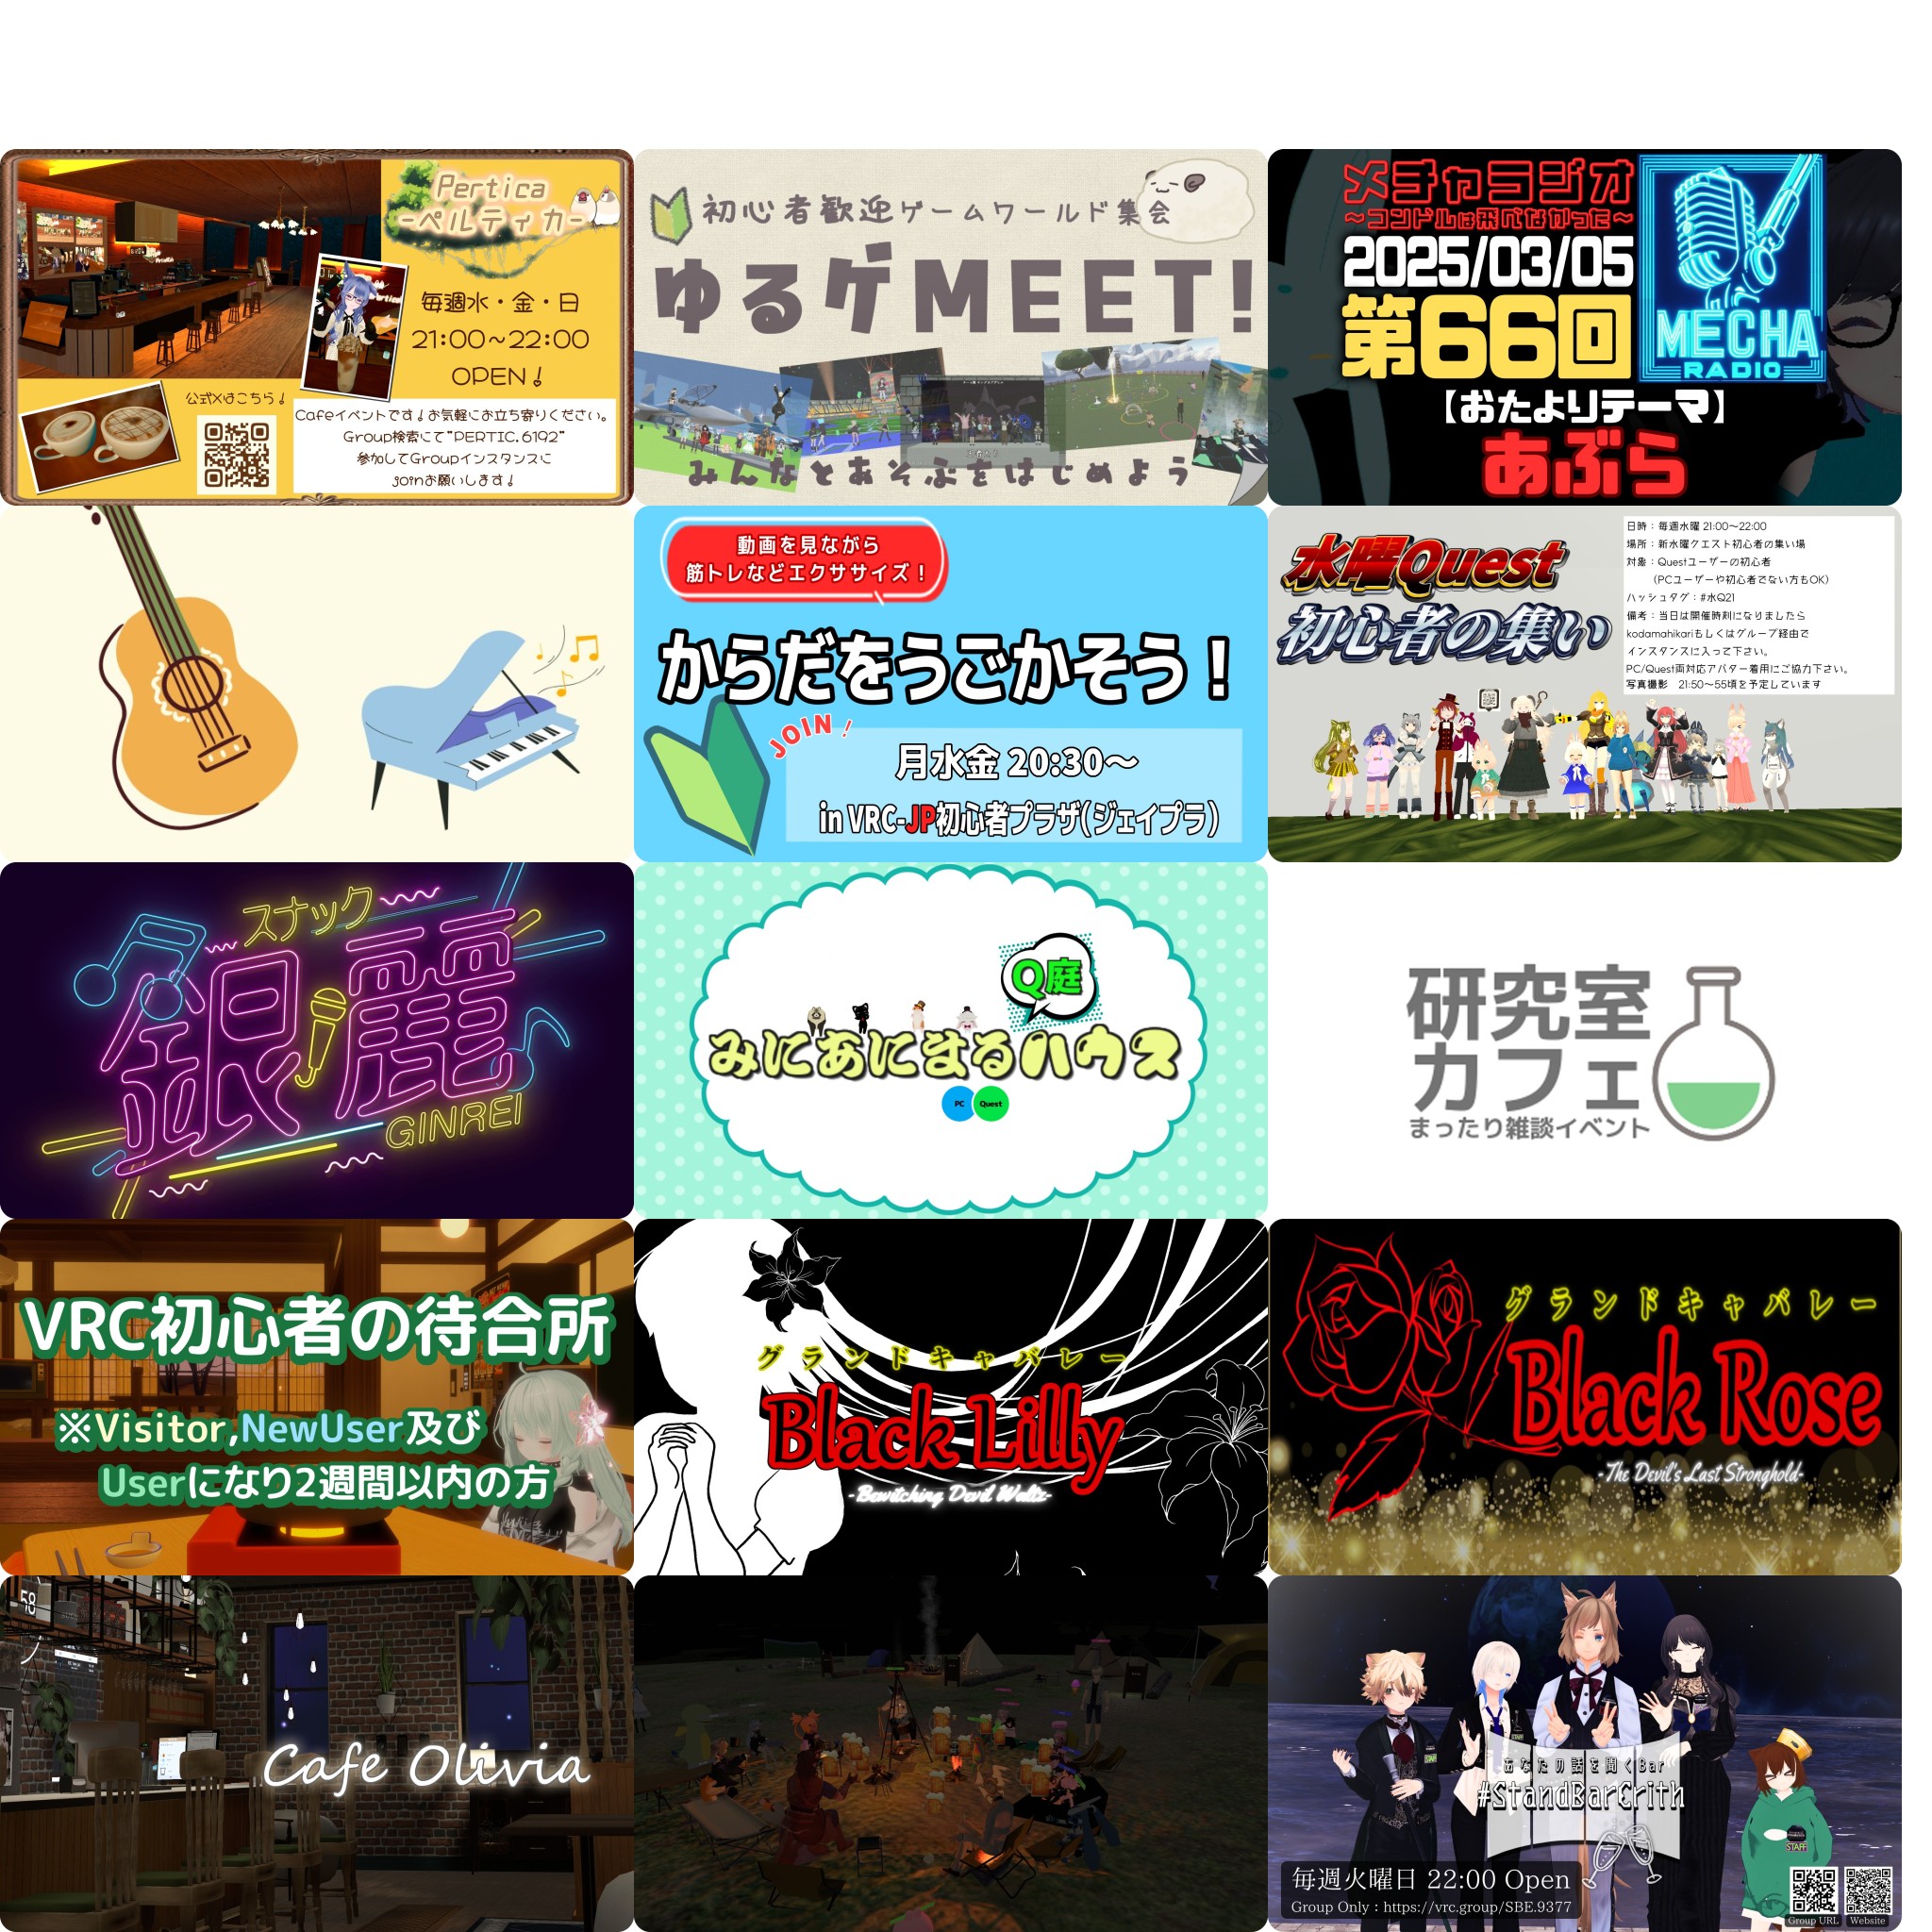 Pertica
-ペルティカ-
毎週水・金・日
21:00~22:00
OPEN!
公式Xはこちら!
Cafeイベントです!お気軽にお立ち寄りください。
Group検索にて"PERTIC.6192"
参加してGroupインスタンスに
joinお願いします!
初心者歓迎ゲームワールド集会
ゆるゲMEET!
みんなとあそぶをはじめよう
メチャラジオ
～コンドルは飛べなかった～
2025/03/05
第66回
MECHA
RADIO
【おたよりテーマ】
あぶら
動画を見ながら
筋トレなどエクササイズ!
からだをうごかそう!
JOIN!
月水金 20:30～
in VRC-JP初心者プラザ(ジェイプラ)
水曜Quest
初心者の集い
日時:毎週水曜 21:00～22:00
場所:新水曜クエスト初心者の集い場
対象:Questユーザーの初心者
(PCユーザーや初心者でない方もOK)
ハッシュタグ:#水Q21
備考:当日は開催時刻になりましたら
kodamahikariもしくはグループ経由で
インスタンスに入って下さい。
PC/Quest両対応アバター着用にご協力下さい。
写真撮影 21:50～55頃を予定しています
スナック
銀麗
GINREI
Q庭
みにあにまるハウス
PC
Quest
研究室
カフェ
まったり雑談イベント
VRC初心者の待合所
※Visitor,NewUser及び
Userになり2週間以内の方
グランドキャバレー
Black Lilly
-Bewitching Devil Waltz-
グランドキャバレー
Black Rose
-The Devil's Last Stronghold-
58
Cafe Olivia
あなたの話を聞くBar
#StandBarErith
STAFF
毎週火曜日 22:00 Open
Group Only : https://vrc.group/SBE.9377
Group URL
Website